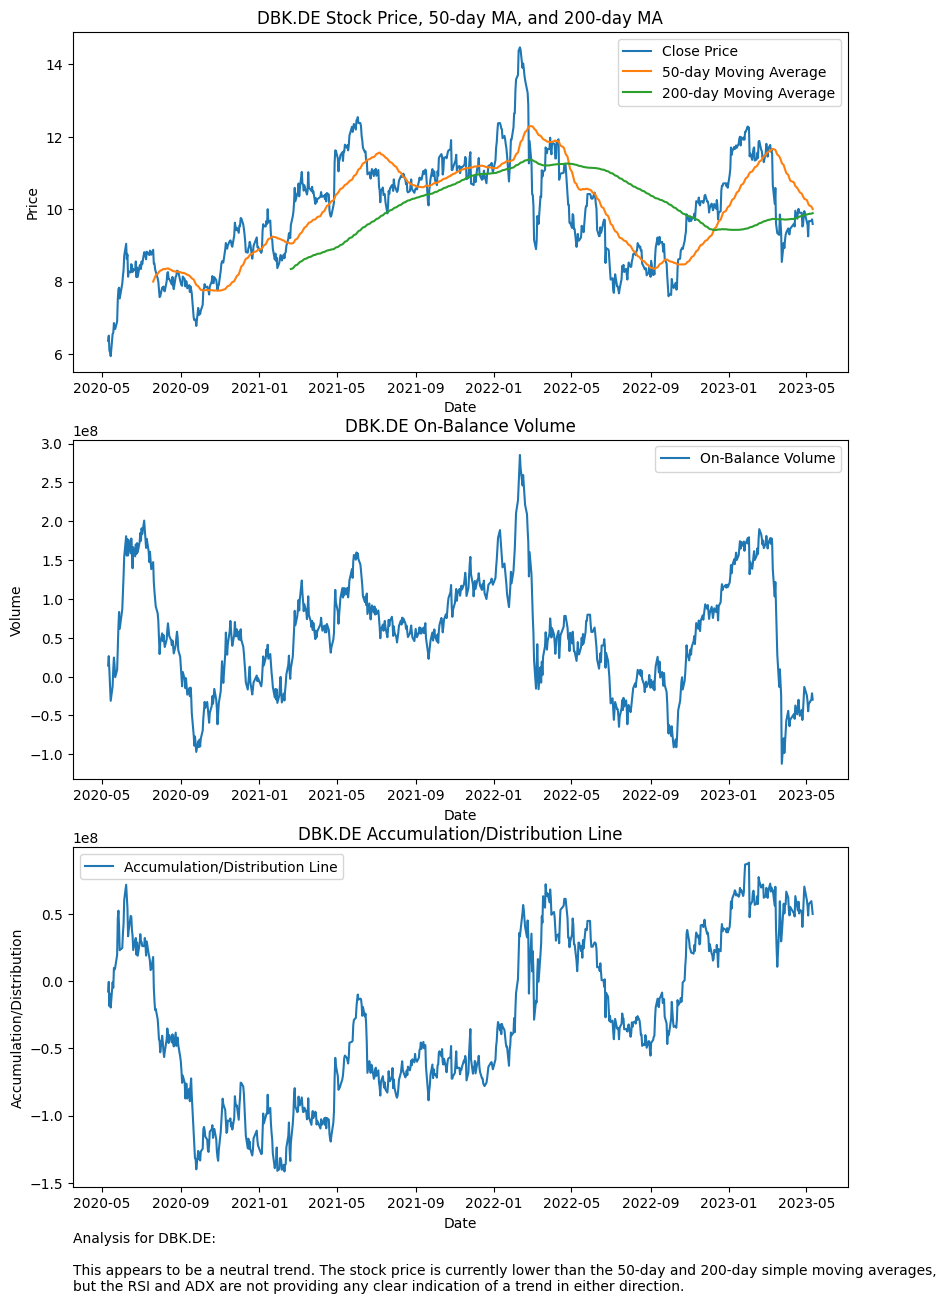 DBK.DE Stock Price, 50-day MA, and 200-day MA
Close Price
50-day Moving Average
200-day Moving Average
Price
14
12
10
8
6
2020-05 2020-09 2021-01 2021-05 2021-09 2022-01 2022-05 2022-09 2023-01 2023-05
Date
DBK.DE On-Balance Volume
1e8
On-Balance Volume
Volume
3.0
2.5
2.0
1.5
1.0
0.5
0.0
−0.5
−1.0
2020-05 2020-09 2021-01 2021-05 2021-09 2022-01 2022-05 2022-09 2023-01 2023-05
Date
DBK.DE Accumulation/Distribution Line
1e8
Accumulation/Distribution Line
Accumulation/Distribution
0.5
0.0
−0.5
−1.0
−1.5
2020-05 2020-09 2021-01 2021-05 2021-09 2022-01 2022-05 2022-09 2023-01 2023-05
Date
Analysis for DBK.DE:
This appears to be a neutral trend. The stock price is currently lower than the 50-day and 200-day simple moving averages,
but the RSI and ADX are not providing any clear indication of a trend in either direction.